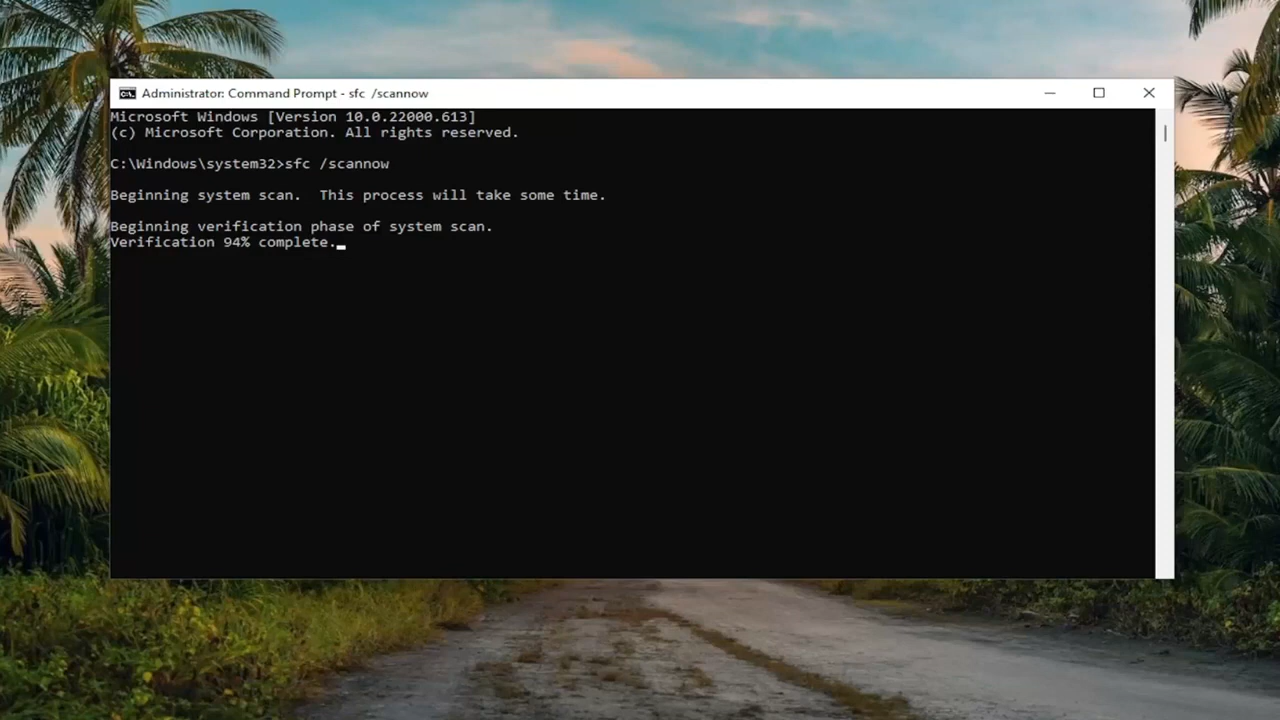 Administrator: Command Prompt - sfc  /scannow
Microsoft Windows [Version 10.0.22000.613]
(c) Microsoft Corporation. All rights reserved.
C:\Windows\system32>sfc /scannow
Beginning system scan.  This process will take some time.
Beginning verification phase of system scan.
Verification 94% complete.